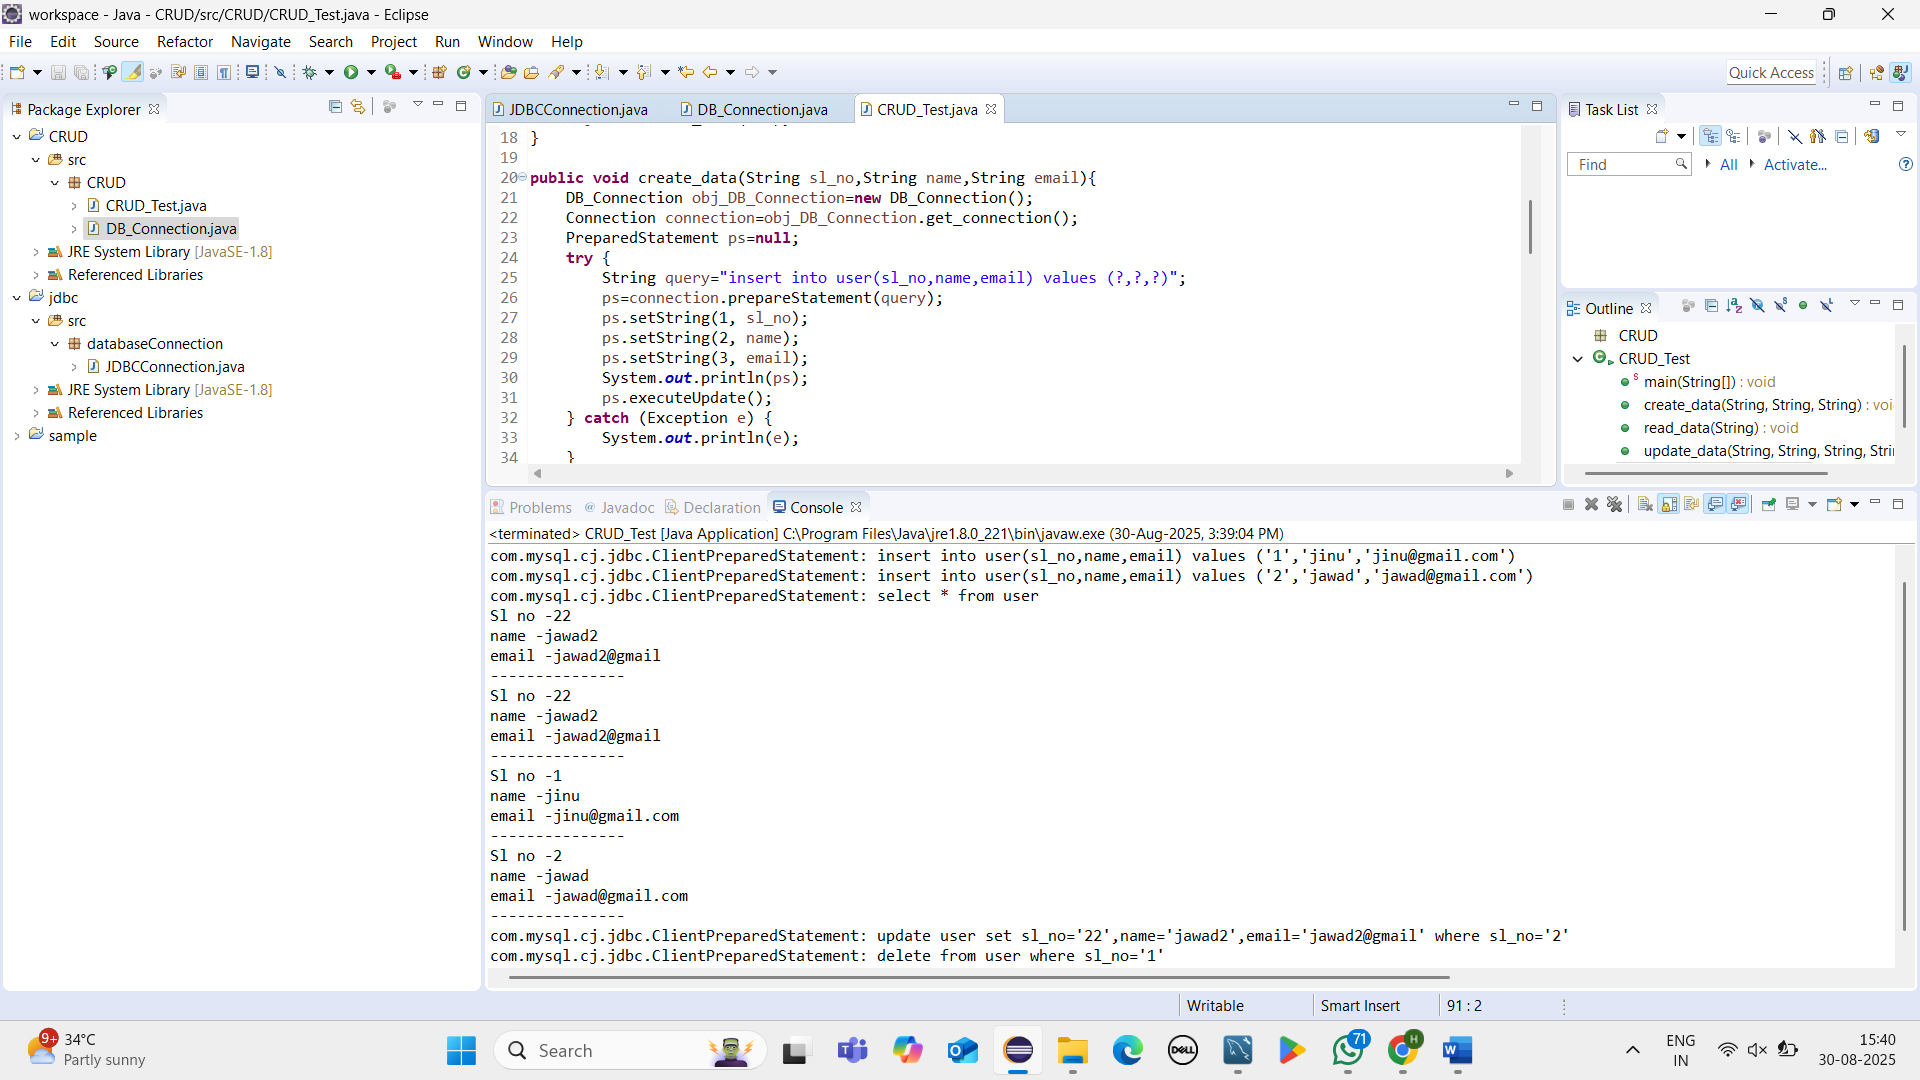 workspace - Java - CRUD/src/CRUD/CRUD_Test.java - Eclipse
File Edit Source Refactor Navigate Search Project Run Window Help
Quick Access
Package Explorer
CRUD
src
CRUD
CRUD_Test.java
DB_Connection.java
JRE System Library [JavaSE-1.8]
Referenced Libraries
jdbc
src
databaseConnection
JDBCConnection.java
JRE System Library [JavaSE-1.8]
Referenced Libraries
sample
JDBCConnection.java DB_Connection.java CRUD_Test.java
18 }
19
20 public void create_data(String sl_no,String name,String email){
21 DB_Connection obj_DB_Connection=new DB_Connection();
22 Connection connection=obj_DB_Connection.get_connection();
23 PreparedStatement ps=null;
24 try {
25 String query="insert into user(sl_no,name,email) values (?,?,?)";
26 ps=connection.prepareStatement(query);
27 ps.setString(1, sl_no);
28 ps.setString(2, name);
29 ps.setString(3, email);
30 System.out.println(ps);
31 ps.executeUpdate();
32 } catch (Exception e) {
33 System.out.println(e);
34 }
Task List
Find All Activate...
Outline
CRUD
CRUD_Test
main(String[]) : void
create_data(String, String, String) : voi
read_data(String) : void
update_data(String, String, String, Stri
Problems Javadoc Declaration Console
<terminated> CRUD_Test [Java Application] C:\Program Files\Java\jre1.8.0_221\bin\javaw.exe (30-Aug-2025, 3:39:04 PM)
com.mysql.cj.jdbc.ClientPreparedStatement: insert into user(sl_no,name,email) values ('1','jinu','jinu@gmail.com')
com.mysql.cj.jdbc.ClientPreparedStatement: insert into user(sl_no,name,email) values ('2','jawad','jawad@gmail.com')
com.mysql.cj.jdbc.ClientPreparedStatement: select * from user
Sl no -22
name -jawad2
email -jawad2@gmail
---------------
Sl no -22
name -jawad2
email -jawad2@gmail
---------------
Sl no -1
name -jinu
email -jinu@gmail.com
---------------
Sl no -2
name -jawad
email -jawad@gmail.com
---------------
com.mysql.cj.jdbc.ClientPreparedStatement: update user set sl_no='22',name='jawad2',email='jawad2@gmail' where sl_no='2'
com.mysql.cj.jdbc.ClientPreparedStatement: delete from user where sl_no='1'
Writable Smart Insert 91 : 2
9+ 34°C
Partly sunny
Search
DELL
71
H
ENG
IN
15:40
30-08-2025